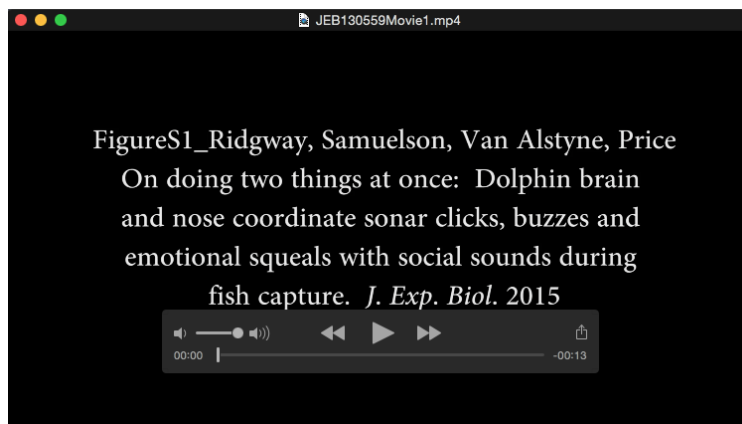 JEB130559Movie1.mp4
FigureS1_Ridgway, Samuelson, Van Alstyne, Price
On doing two things at once:  Dolphin brain
and nose coordinate sonar clicks, buzzes and
emotional squeals with social sounds during
fish capture.  J. Exp. Biol. 2015
00:00
-00:13